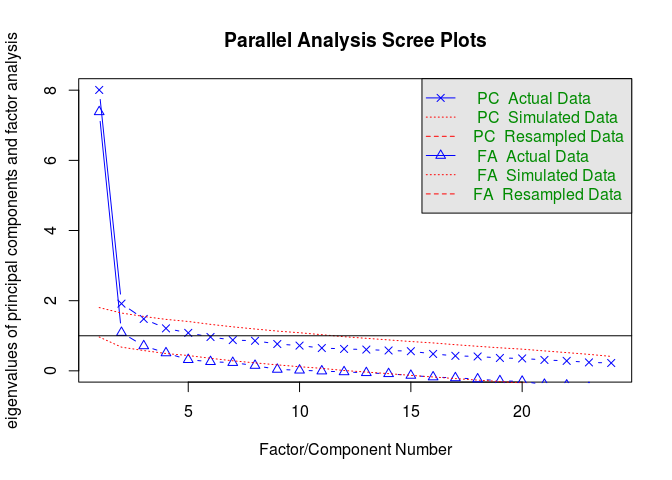 Parallel Analysis Scree Plots
eigenvalues of principal components and factor analysis
8
6
4
2
0
PC Actual Data
PC Simulated Data
PC Resampled Data
FA Actual Data
FA Simulated Data
FA Resampled Data
5 10 15 20
Factor/Component Number